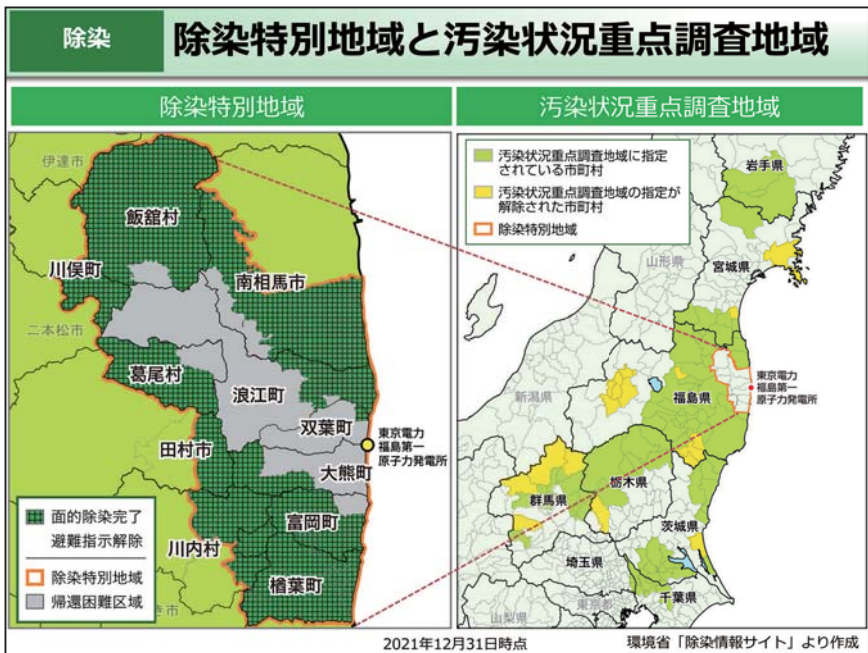 除染
除染特別地域と汚染状況重点調査地域
除染特別地域
伊達市
飯舘村
川俣町
南相馬市
二本松市
葛尾村
浪江町
双葉町
東京電力
福島第一
原子力発電所
田村市
大熊町
富岡町
川内村
楢葉町
き市
面的除染完了
避難指示解除
除染特別地域
帰還困難区域
汚染状況重点調査地域
汚染状況重点調査地域に指定
されている市町村
汚染状況重点調査地域の指定が
解除された市町村
除染特別地域
岩手県
山形県
宮城県
東京電力
福島第一
原子力発電所
新潟県
福島県
栃木県
群馬県
茨城県
埼玉県
東京都
千葉県
山梨県
2021年12月31日時点
環境省「除染情報サイト」より作成